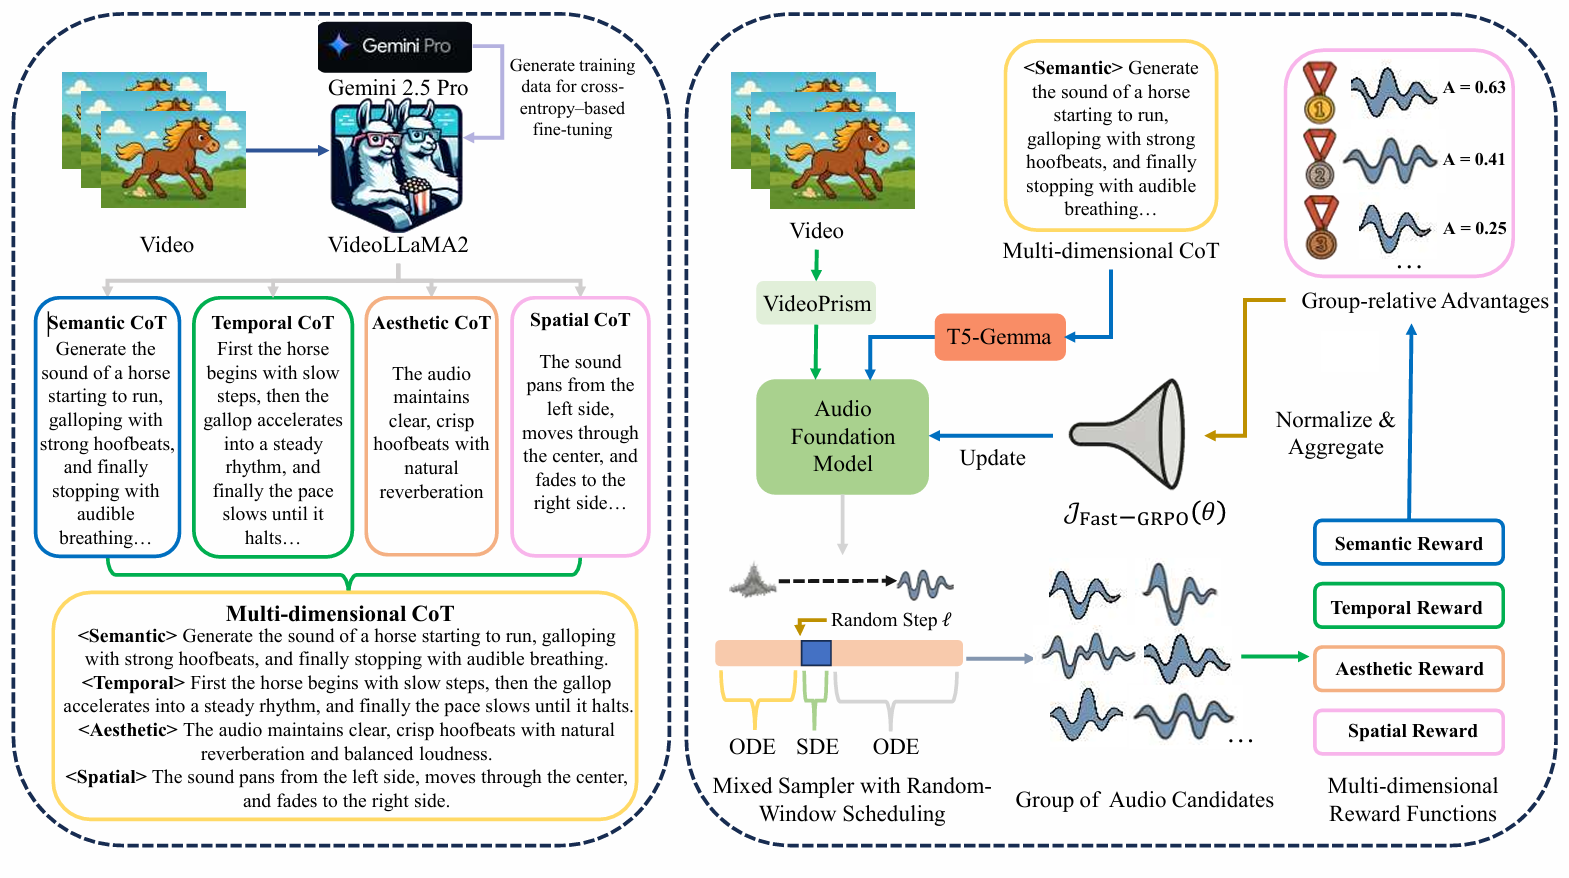 Gemini Pro
Gemini 2.5 Pro
Generate training
data for cross-
entropy–based
fine-tuning
Video
VideoLLaMA2
Semantic CoT
Generate the
sound of a horse
starting to run,
galloping with
strong hoofbeats,
and finally
stopping with
audible
breathing…
Temporal CoT
First the horse
begins with slow
steps, then the
gallop accelerates
into a steady
rhythm, and
finally the pace
slows until it
halts…
Aesthetic CoT
The audio
maintains
clear, crisp
hoofbeats with
natural
reverberation
Spatial CoT
The sound
pans from the
left side,
moves through
the center, and
fades to the
right side…
Multi-dimensional CoT
<Semantic> Generate the sound of a horse starting to run, galloping
with strong hoofbeats, and finally stopping with audible breathing.
<Temporal> First the horse begins with slow steps, then the gallop
accelerates into a steady rhythm, and finally the pace slows until it halts.
<Aesthetic> The audio maintains clear, crisp hoofbeats with natural
reverberation and balanced loudness.
<Spatial> The sound pans from the left side, moves through the center,
and fades to the right side.
Video
VideoPrism
<Semantic> Generate
the sound of a horse
starting to run,
galloping with strong
hoofbeats, and finally
stopping with audible
breathing…
Multi-dimensional CoT
T5-Gemma
Audio
Foundation
Model
Update
𝒥Fast−GRPO(θ)
1
A = 0.63
2
A = 0.41
3
A = 0.25
…
Group-relative Advantages
Normalize &
Aggregate
Random Step ℓ
ODE
SDE
ODE
Mixed Sampler with Random-
Window Scheduling
…
Group of Audio Candidates
Semantic Reward
Temporal Reward
Aesthetic Reward
Spatial Reward
Multi-dimensional
Reward Functions